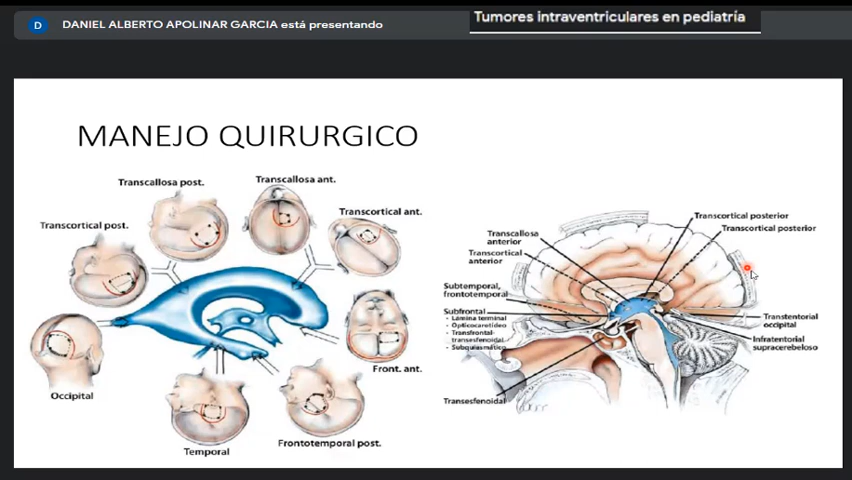 D DANIEL ALBERTO APOLINAR GARCIA está presentando
Tumores intraventriculares en pediatría
MANEJO QUIRURGICO
Transcallosa post.
Transcallosa ant.
Transcortical post.
Transcortical ant.
Front. ant.
Occipital
Temporal
Frontotemporal post.
Transcortical posterior
Transcortical posterior
Transcallosa
anterior
Transcortical
anterior
Subtemporal,
frontotemporal
Subfrontal
- Lámina terminal
- Opticocarotídeo
- Transfrontal-
transesfenoidal
- Subquiasmático
Transesfenoidal
Transtentorial
occipital
Infratentorial
supracerebeloso